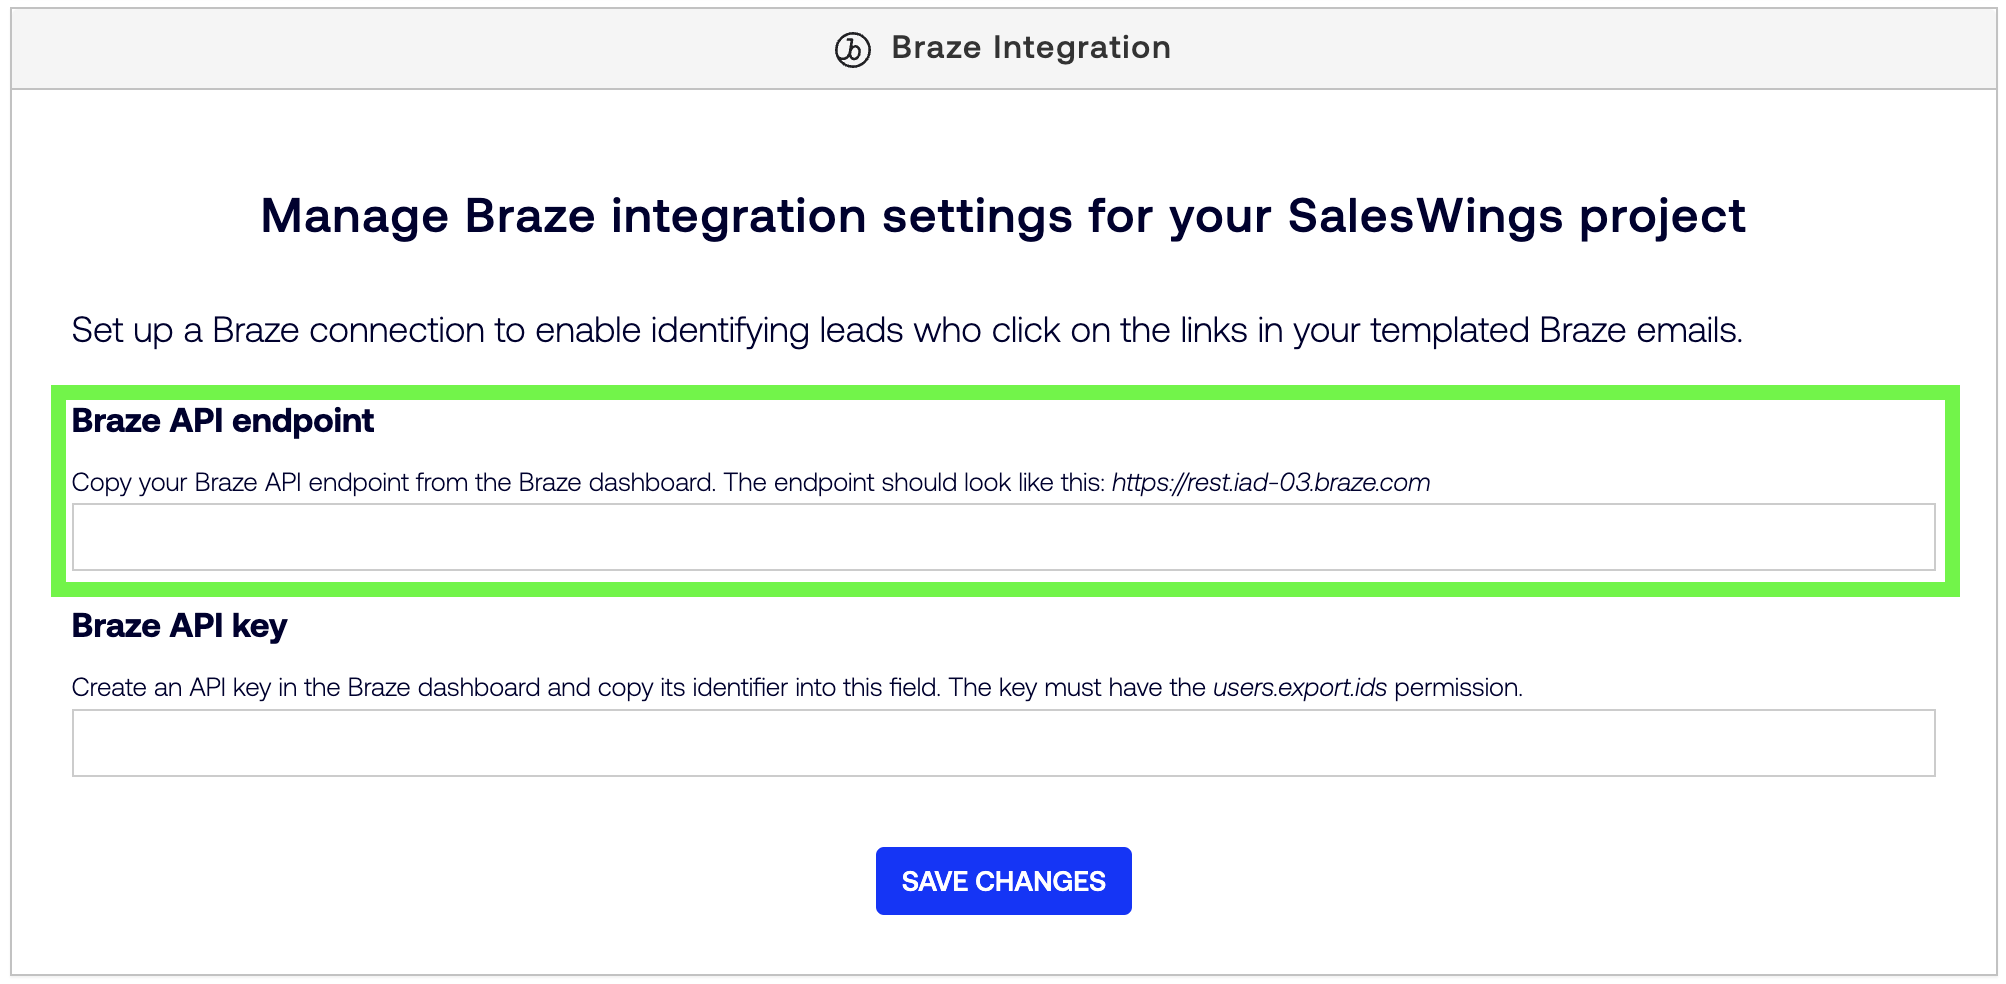 Braze Integration
Manage Braze integration settings for your SalesWings project
Set up a Braze connection to enable identifying leads who click on the links in your templated Braze emails.
Braze API endpoint
Copy your Braze API endpoint from the Braze dashboard. The endpoint should look like this: https://rest.iad-03.braze.com
Braze API key
Create an API key in the Braze dashboard and copy its identifier into this field. The key must have the users.export.ids permission.
SAVE CHANGES